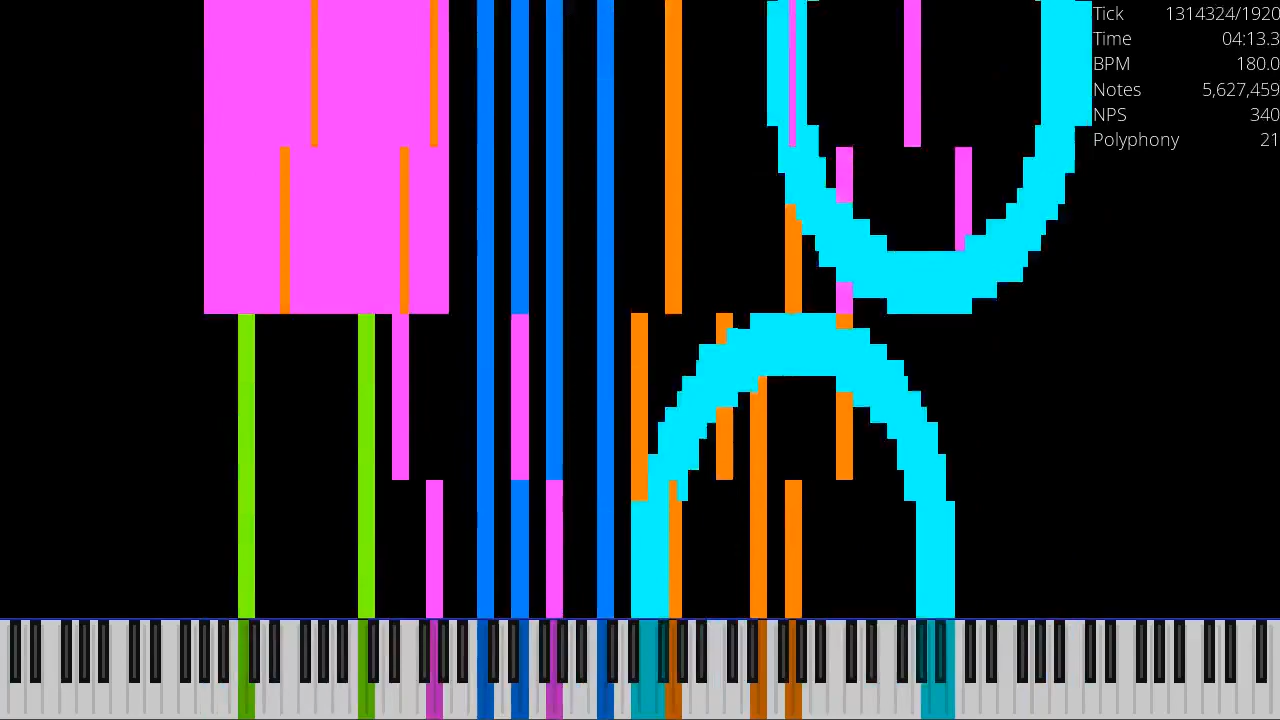 Tick 1314324/1920
Time 04:13.3
BPM 180.0
Notes 5,627,459
NPS 340
Polyphony 21